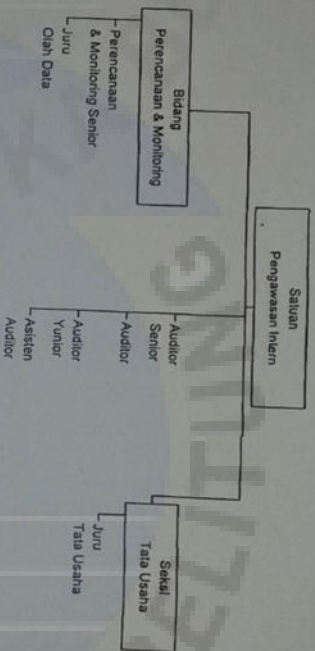 Satuan
Pengawasan Intern
Bidang
Perencanaan & Monitoring
Perencanaan
& Monitoring Senior
Juru
Olah Data
Auditor
Senior
Auditor
Auditor
Yunior
Asisten
Auditor
Seksi
Tata Usaha
Juru
Tata Usaha